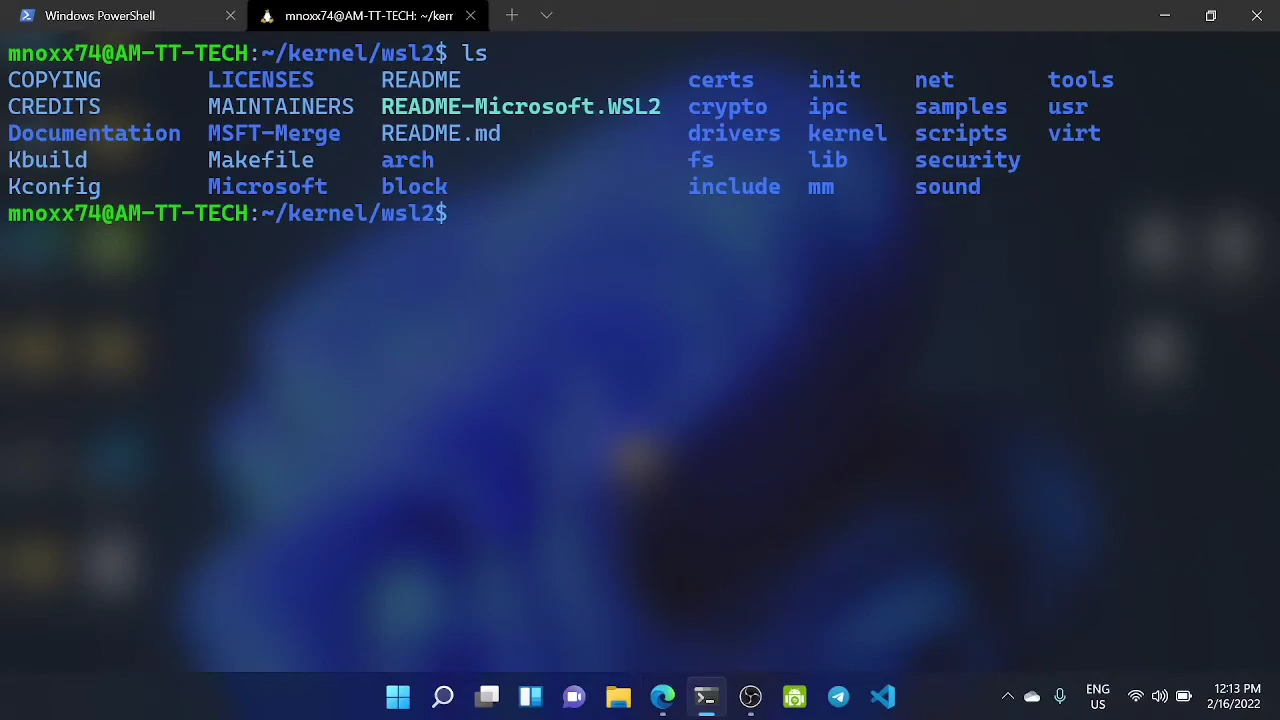 Windows PowerShell
mnoxx74@AM-TT-TECH: ~/kerr
mnoxx74@AM-TT-TECH:~/kernel/wsl2$ ls
COPYING LICENSES README certs init net tools
CREDITS MAINTAINERS README-Microsoft.WSL2 crypto ipc samples usr
Documentation MSFT-Merge README.md drivers kernel scripts virt
Kbuild Makefile arch fs lib security
Kconfig Microsoft block include mm sound
mnoxx74@AM-TT-TECH:~/kernel/wsl2$
ENG
US
12:13 PM
2/16/2022